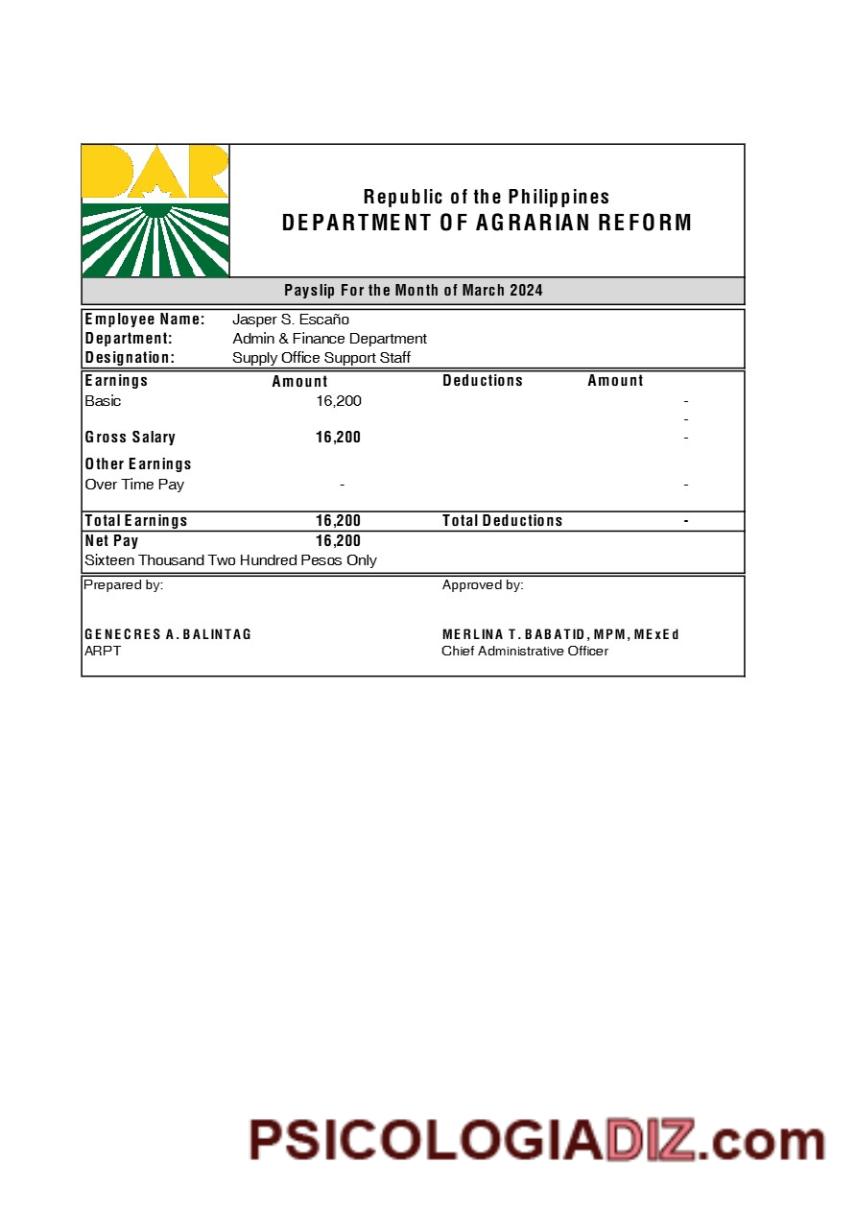 DAR
Republic of the Philippines
DEPARTMENT OF AGRARIAN REFORM
Payslip For the Month of March 2024
Employee Name: Jasper S. Escaño
Department: Admin & Finance Department
Designation: Supply Office Support Staff
Earnings Amount Deductions Amount
Basic 16,200 -
-
Gross Salary 16,200 -
Other Earnings
Over Time Pay - -
Total Earnings 16,200 Total Deductions -
Net Pay 16,200
Sixteen Thousand Two Hundred Pesos Only
Prepared by: Approved by:
GENECRES A. BALINTAG MERLINA T. BABATID, MPM, MExEd
ARPT Chief Administrative Officer
PSICOLOGIADIZ.com